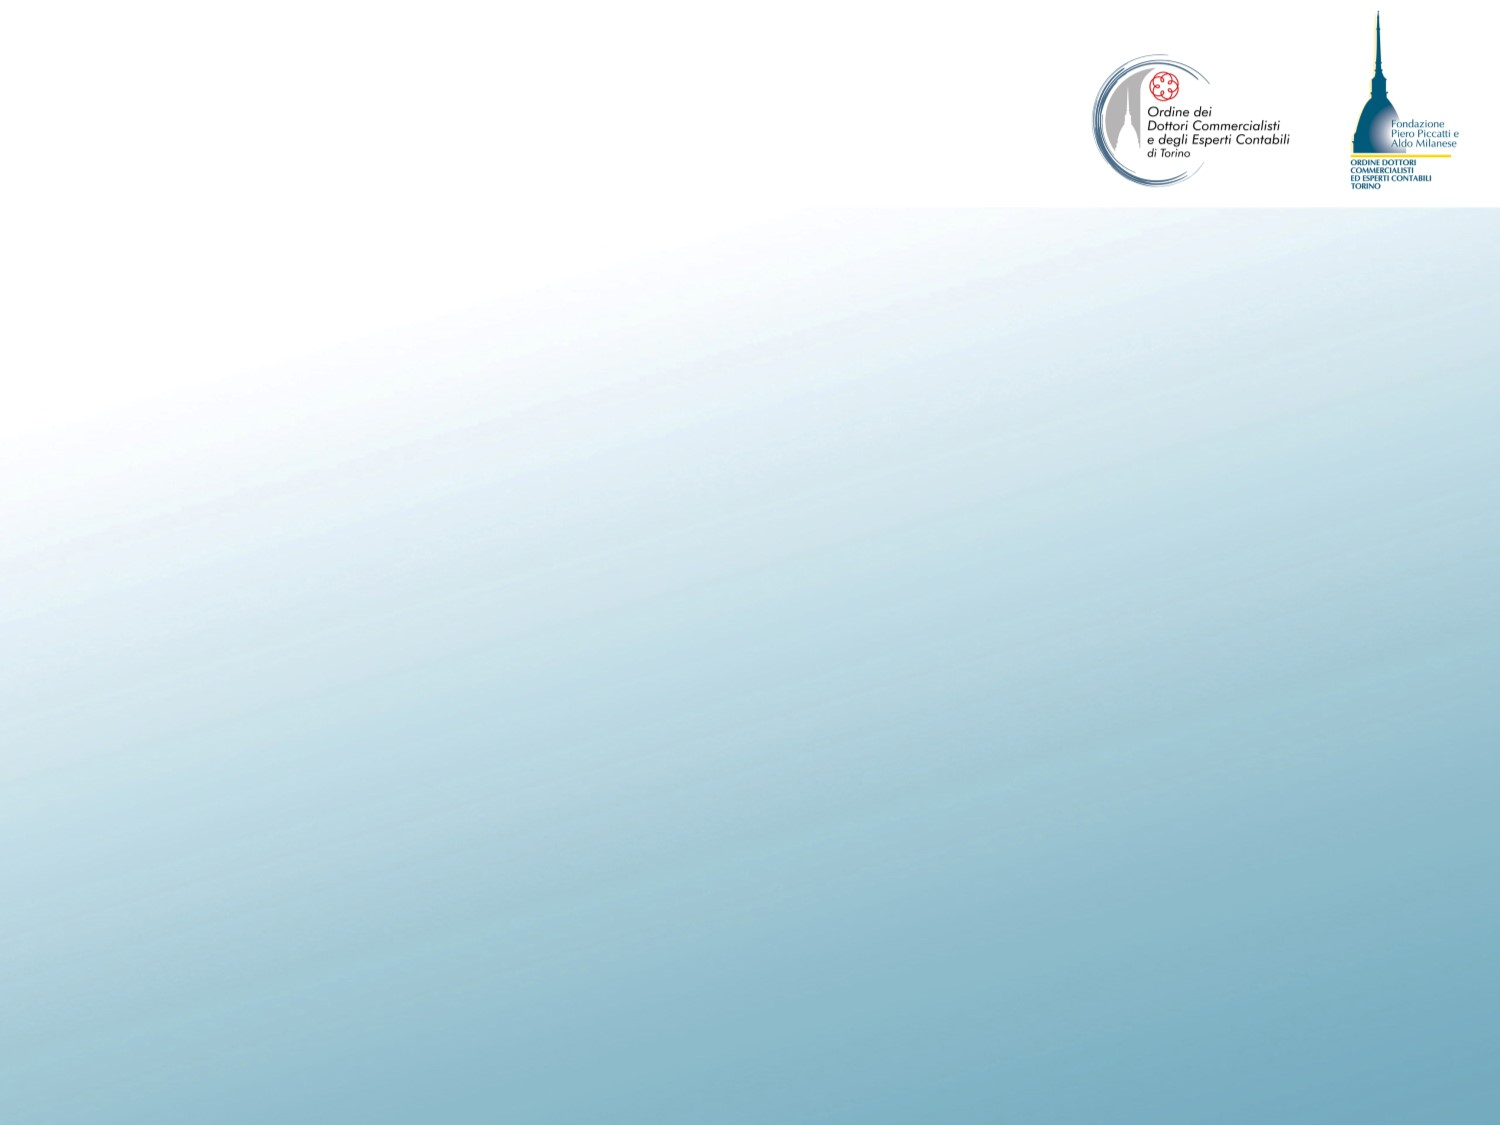 Ordine dei
Dottori Commercialisti
e degli Esperti Contabili
di Torino
Fondazione
Piero Piccatti e
Aldo Milanese
ORDINE DOTTORI
COMMERCIALISTI
ED ESPERTI CONTABILI
TORINO